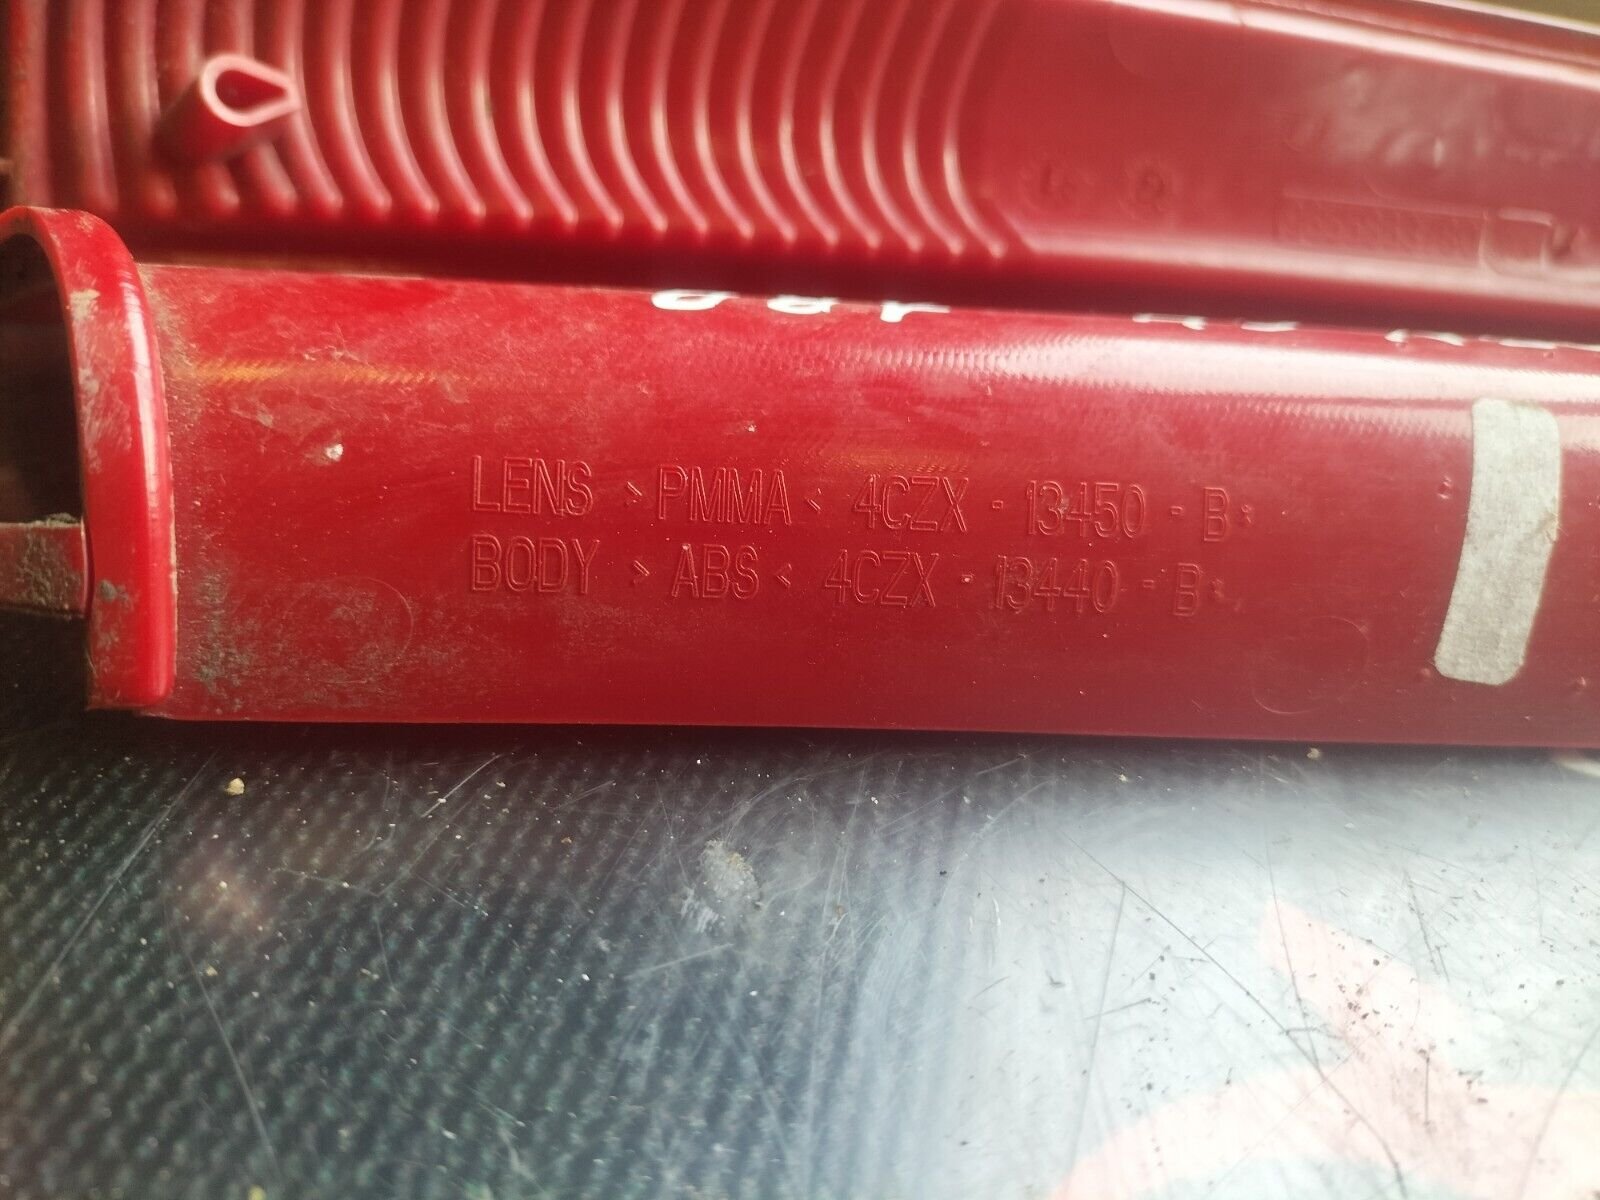 LENS >PMMA< 4CZX - 13450 - B
BODY >ABS< 4CZX - 13440 - B